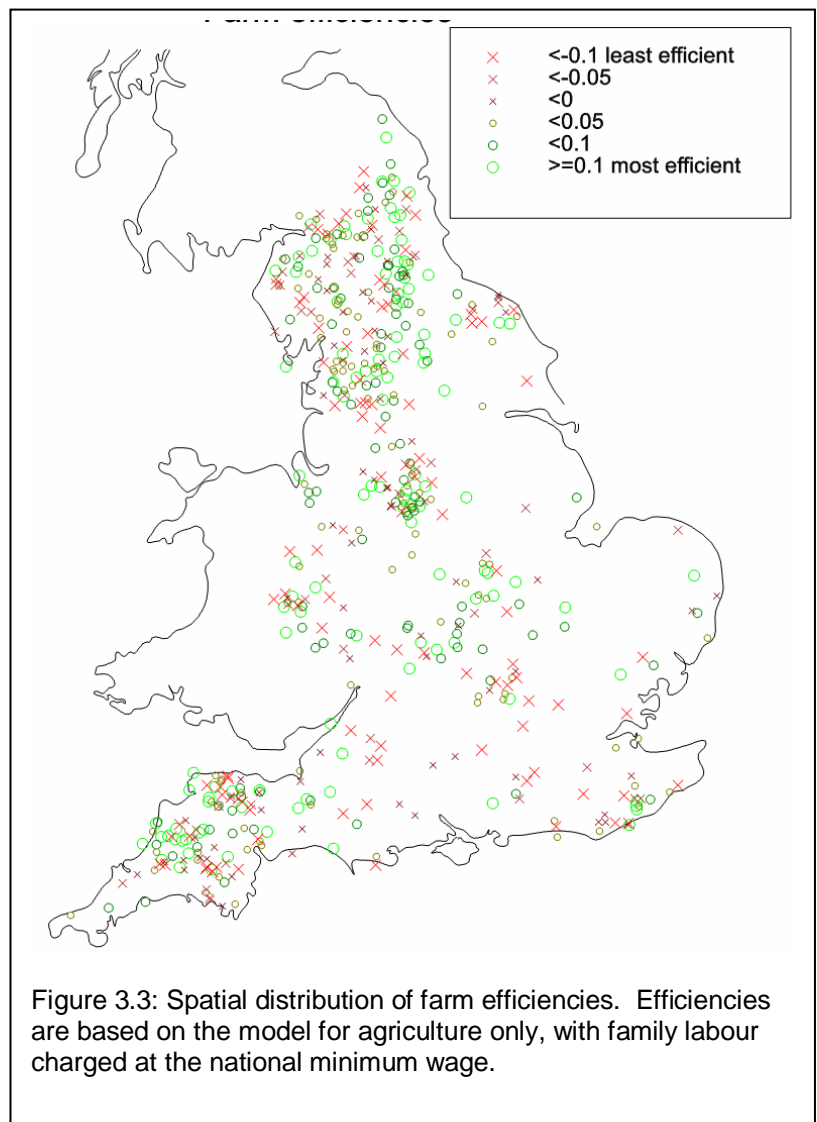 Farm efficiencies
<-0.1 least efficient
<-0.05
<0
<0.05
<0.1
>=0.1 most efficient
Figure 3.3: Spatial distribution of farm efficiencies.  Efficiencies
are based on the model for agriculture only, with family labour
charged at the national minimum wage.